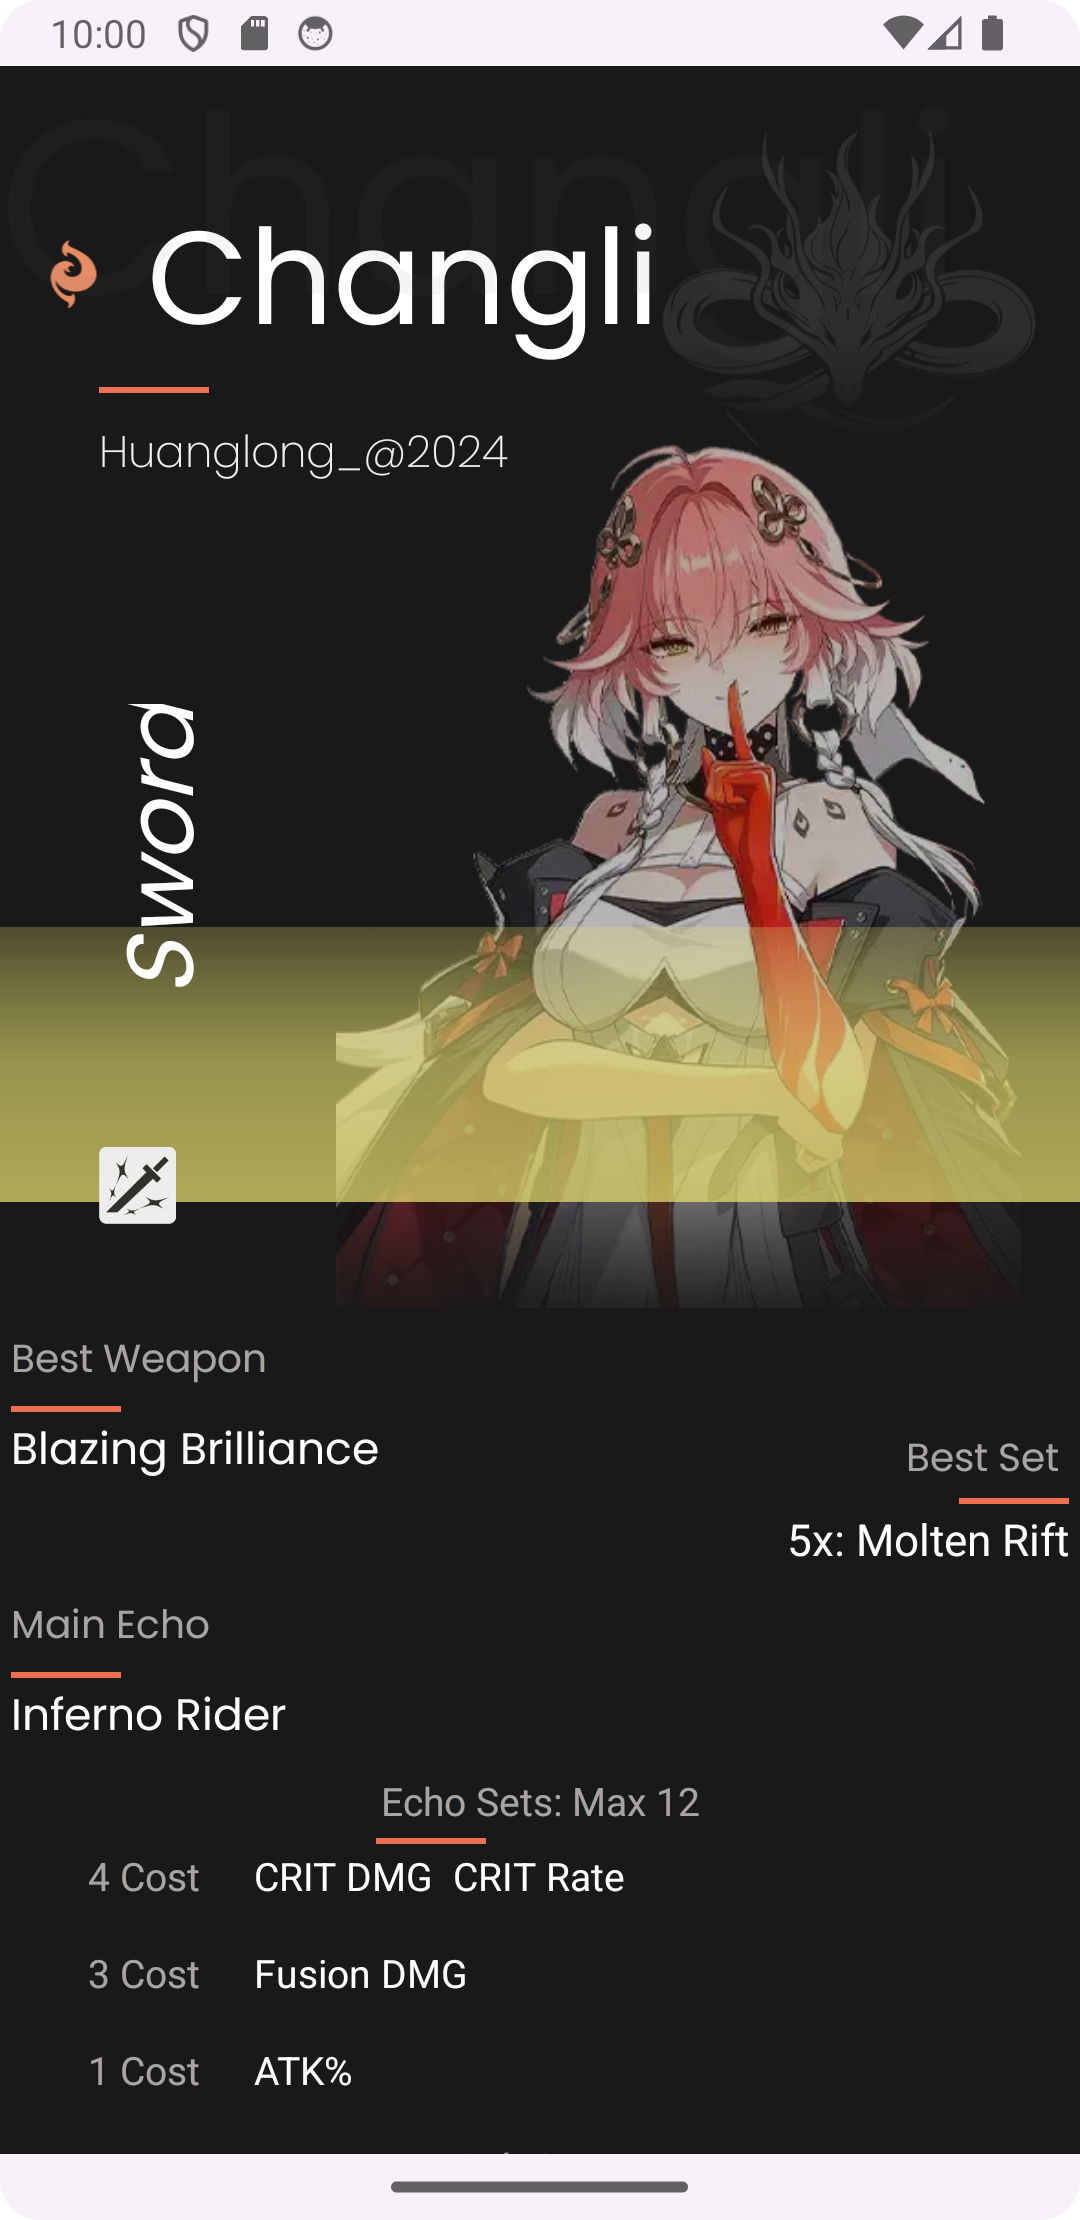 10:00
Changli
Changli
Huanglong_@2024
Sword
Best Weapon
Blazing Brilliance
Best Set
5x: Molten Rift
Main Echo
Inferno Rider
Echo Sets: Max 12
4 Cost CRIT DMG CRIT Rate
3 Cost Fusion DMG
1 Cost ATK%